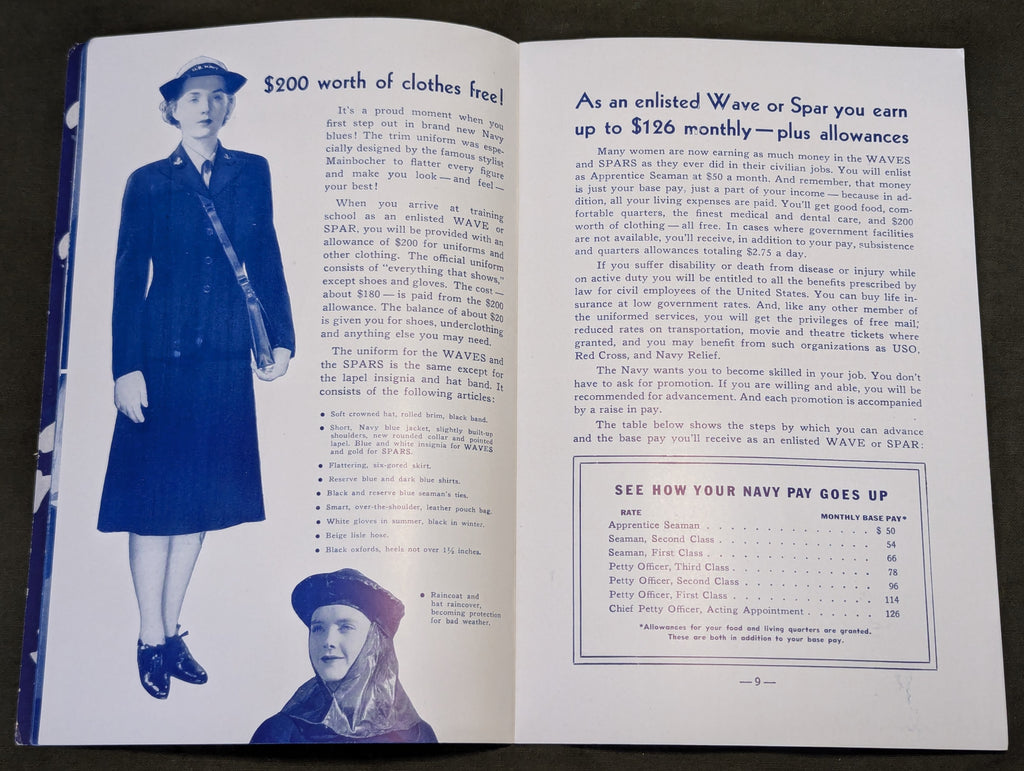 U.S. NAVY
$200 worth of clothes free!
It's a proud moment when you
first step out in brand new Navy
blues! The trim uniform was espe-
cially designed by the famous stylist
Mainbocher to flatter every figure
and make you look — and feel —
your best!
When you arrive at training
school as an enlisted WAVE or
SPAR, you will be provided with an
allowance of $200 for uniforms and
other clothing. The official uniform
consists of "everything that shows,"
except shoes and gloves. The cost —
about $180 — is paid from the $200
allowance. The balance of about $20
is given you for shoes, underclothing
and anything else you may need.
The uniform for the WAVES and
the SPARS is the same except for
the lapel insignia and hat band. It
consists of the following articles:
• Soft crowned hat, rolled brim, black band.
• Short, Navy blue jacket, slightly built-up
shoulders, new rounded collar and pointed
lapel. Blue and white insignia for WAVES
and gold for SPARS.
• Flattering, six-gored skirt.
• Reserve blue and dark blue shirts.
• Black and reserve blue seaman's ties.
• Smart, over-the-shoulder, leather pouch bag.
• White gloves in summer, black in winter.
• Beige lisle hose.
• Black oxfords, heels not over 1½ inches.
• Raincoat and
hat raincover,
becoming protection
for bad weather.
As an enlisted Wave or Spar you earn
up to $126 monthly — plus allowances
Many women are now earning as much money in the WAVES
and SPARS as they ever did in their civilian jobs. You will enlist
as Apprentice Seaman at $50 a month. And remember, that money
is just your base pay, just a part of your income — because in ad-
dition, all your living expenses are paid. You'll get good food, com-
fortable quarters, the finest medical and dental care, and $200
worth of clothing — all free. In cases where government facilities
are not available, you'll receive, in addition to your pay, subsistence
and quarters allowances totaling $2.75 a day.
If you suffer disability or death from disease or injury while
on active duty you will be entitled to all the benefits prescribed by
law for civil employees of the United States. You can buy life in-
surance at low government rates. And, like any other member of
the uniformed services, you will get the privileges of free mail,
reduced rates on transportation, movie and theatre tickets where
granted, and you may benefit from such organizations as USO,
Red Cross, and Navy Relief.
The Navy wants you to become skilled in your job. You don't
have to ask for promotion. If you are willing and able, you will be
recommended for advancement. And each promotion is accompanied
by a raise in pay.
The table below shows the steps by which you can advance
and the base pay you'll receive as an enlisted WAVE or SPAR:
SEE HOW YOUR NAVY PAY GOES UP
RATE MONTHLY BASE PAY*
Apprentice Seaman . . . . . . . . . . . . $ 50
Seaman, Second Class . . . . . . . . . . . 54
Seaman, First Class . . . . . . . . . . . . 66
Petty Officer, Third Class . . . . . . . . . . 78
Petty Officer, Second Class . . . . . . . . . 96
Petty Officer, First Class . . . . . . . . . . 114
Chief Petty Officer, Acting Appointment . . . . . 126
*Allowances for your food and living quarters are granted.
These are both in addition to your base pay.
— 9 —